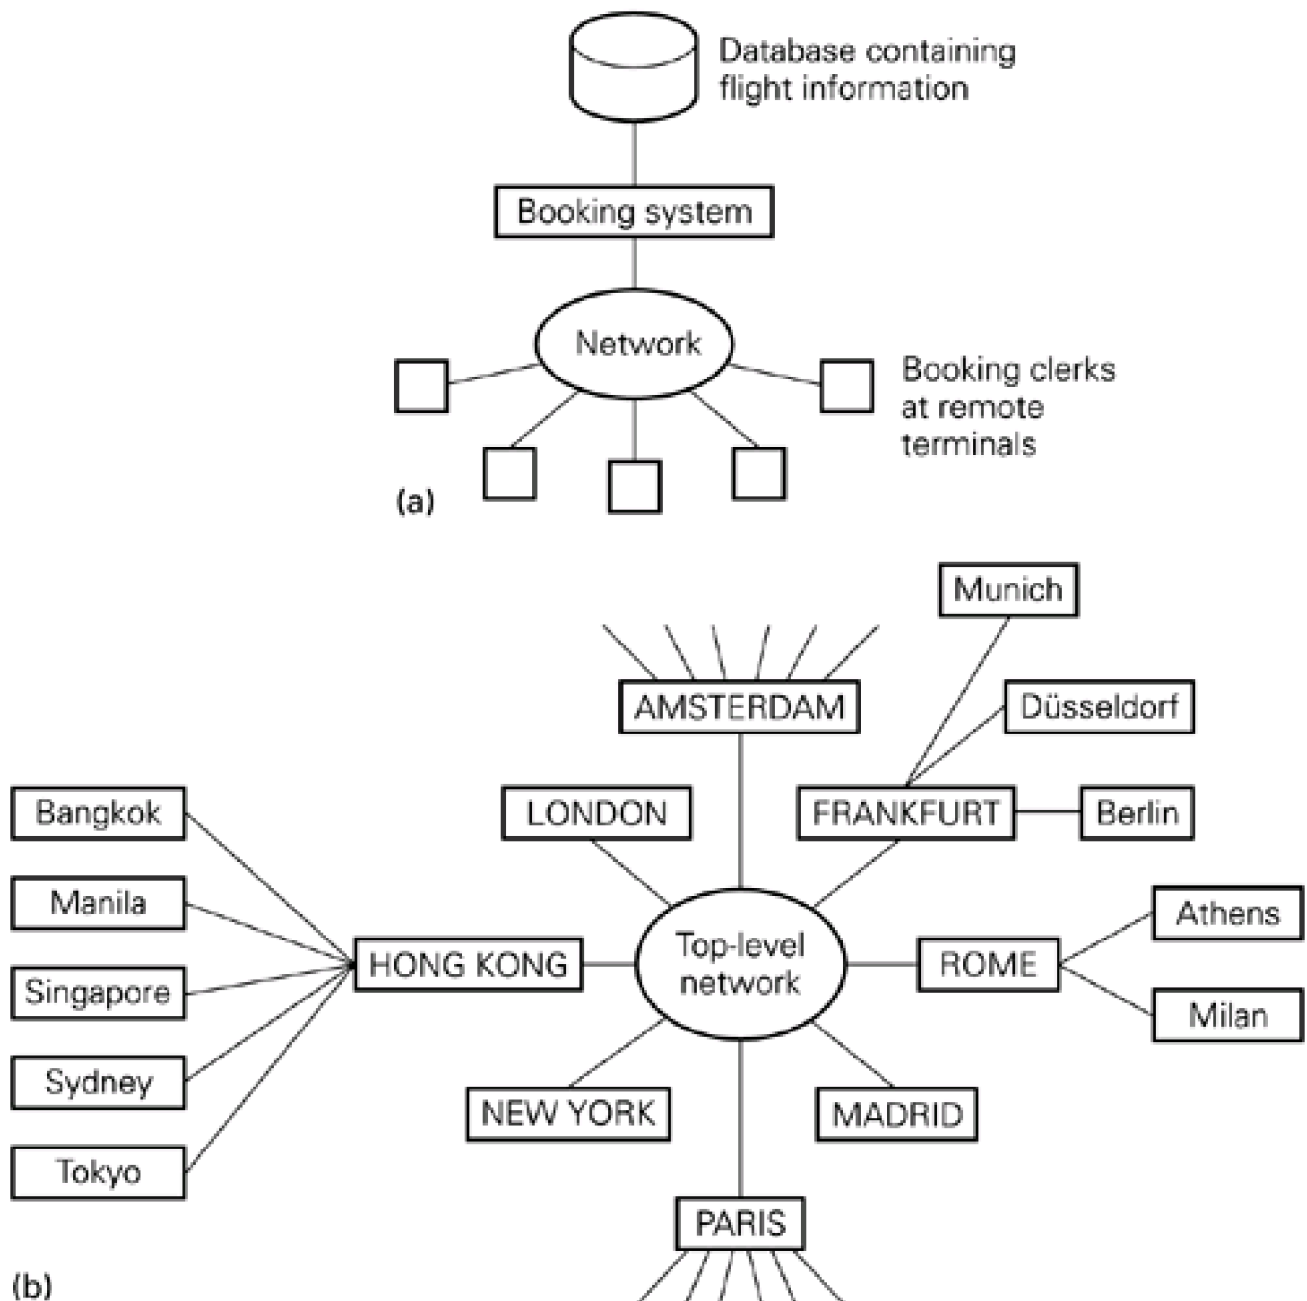 Database containing
flight information
Booking system
Network
Booking clerks
at remote
terminals
(a)
Munich
AMSTERDAM
Düsseldorf
Bangkok
LONDON
FRANKFURT
Berlin
Manila
Athens
Top-level
network
HONG KONG
ROME
Singapore
Milan
Sydney
NEW YORK
MADRID
Tokyo
PARIS
(b)